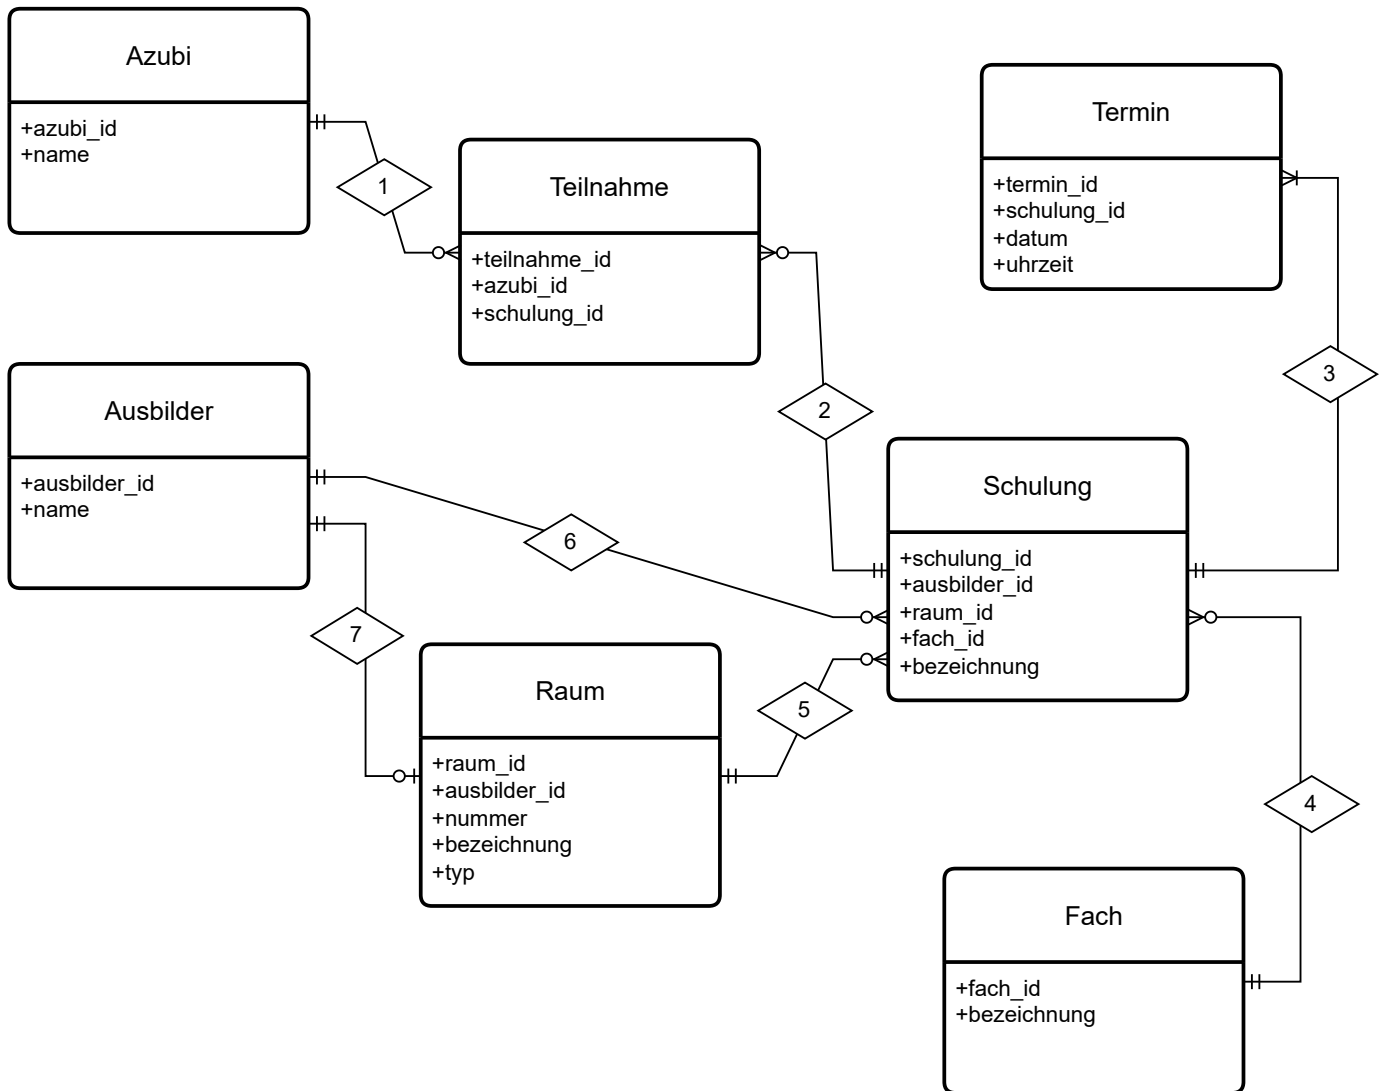 Azubi
+azubi_id
+name
1
Teilnahme
+teilnahme_id
+azubi_id
+schulung_id
Termin
+termin_id
+schulung_id
+datum
+uhrzeit
2
3
Ausbilder
+ausbilder_id
+name
6
7
Schulung
+schulung_id
+ausbilder_id
+raum_id
+fach_id
+bezeichnung
Raum
+raum_id
+ausbilder_id
+nummer
+bezeichnung
+typ
5
4
Fach
+fach_id
+bezeichnung